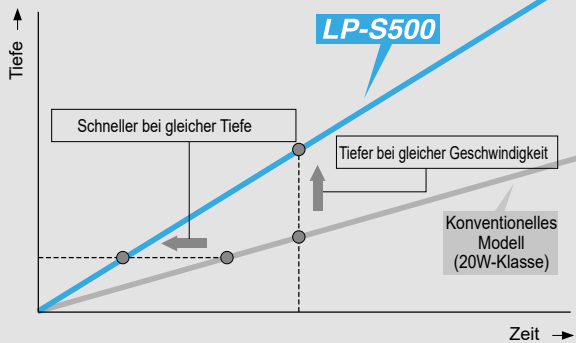 Tiefe
LP-S500
Schneller bei gleicher Tiefe
Tiefer bei gleicher Geschwindigkeit
Konventionelles
Modell
(20W-Klasse)
Zeit